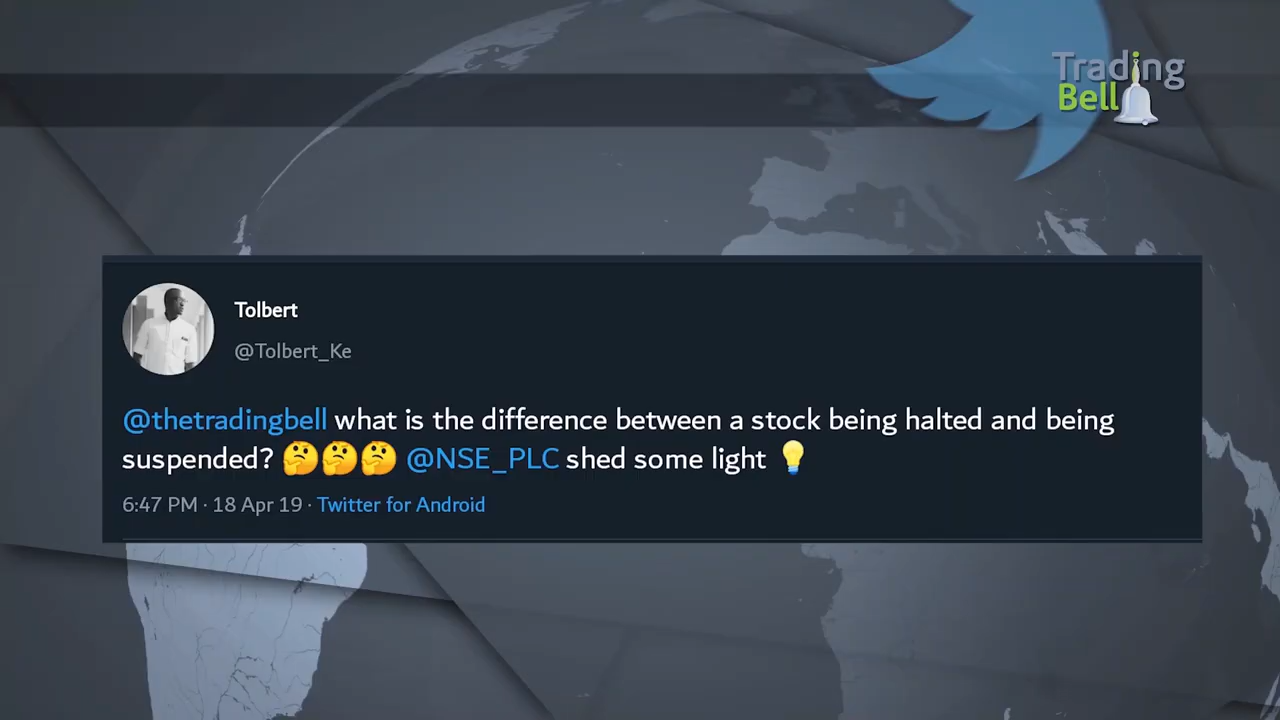 Trading
Bell
Tolbert
@Tolbert_Ke
@thetradingbell what is the difference between a stock being halted and being
suspended? 🤔🤔🤔 @NSE_PLC shed some light 💡
6:47 PM · 18 Apr 19 · Twitter for Android